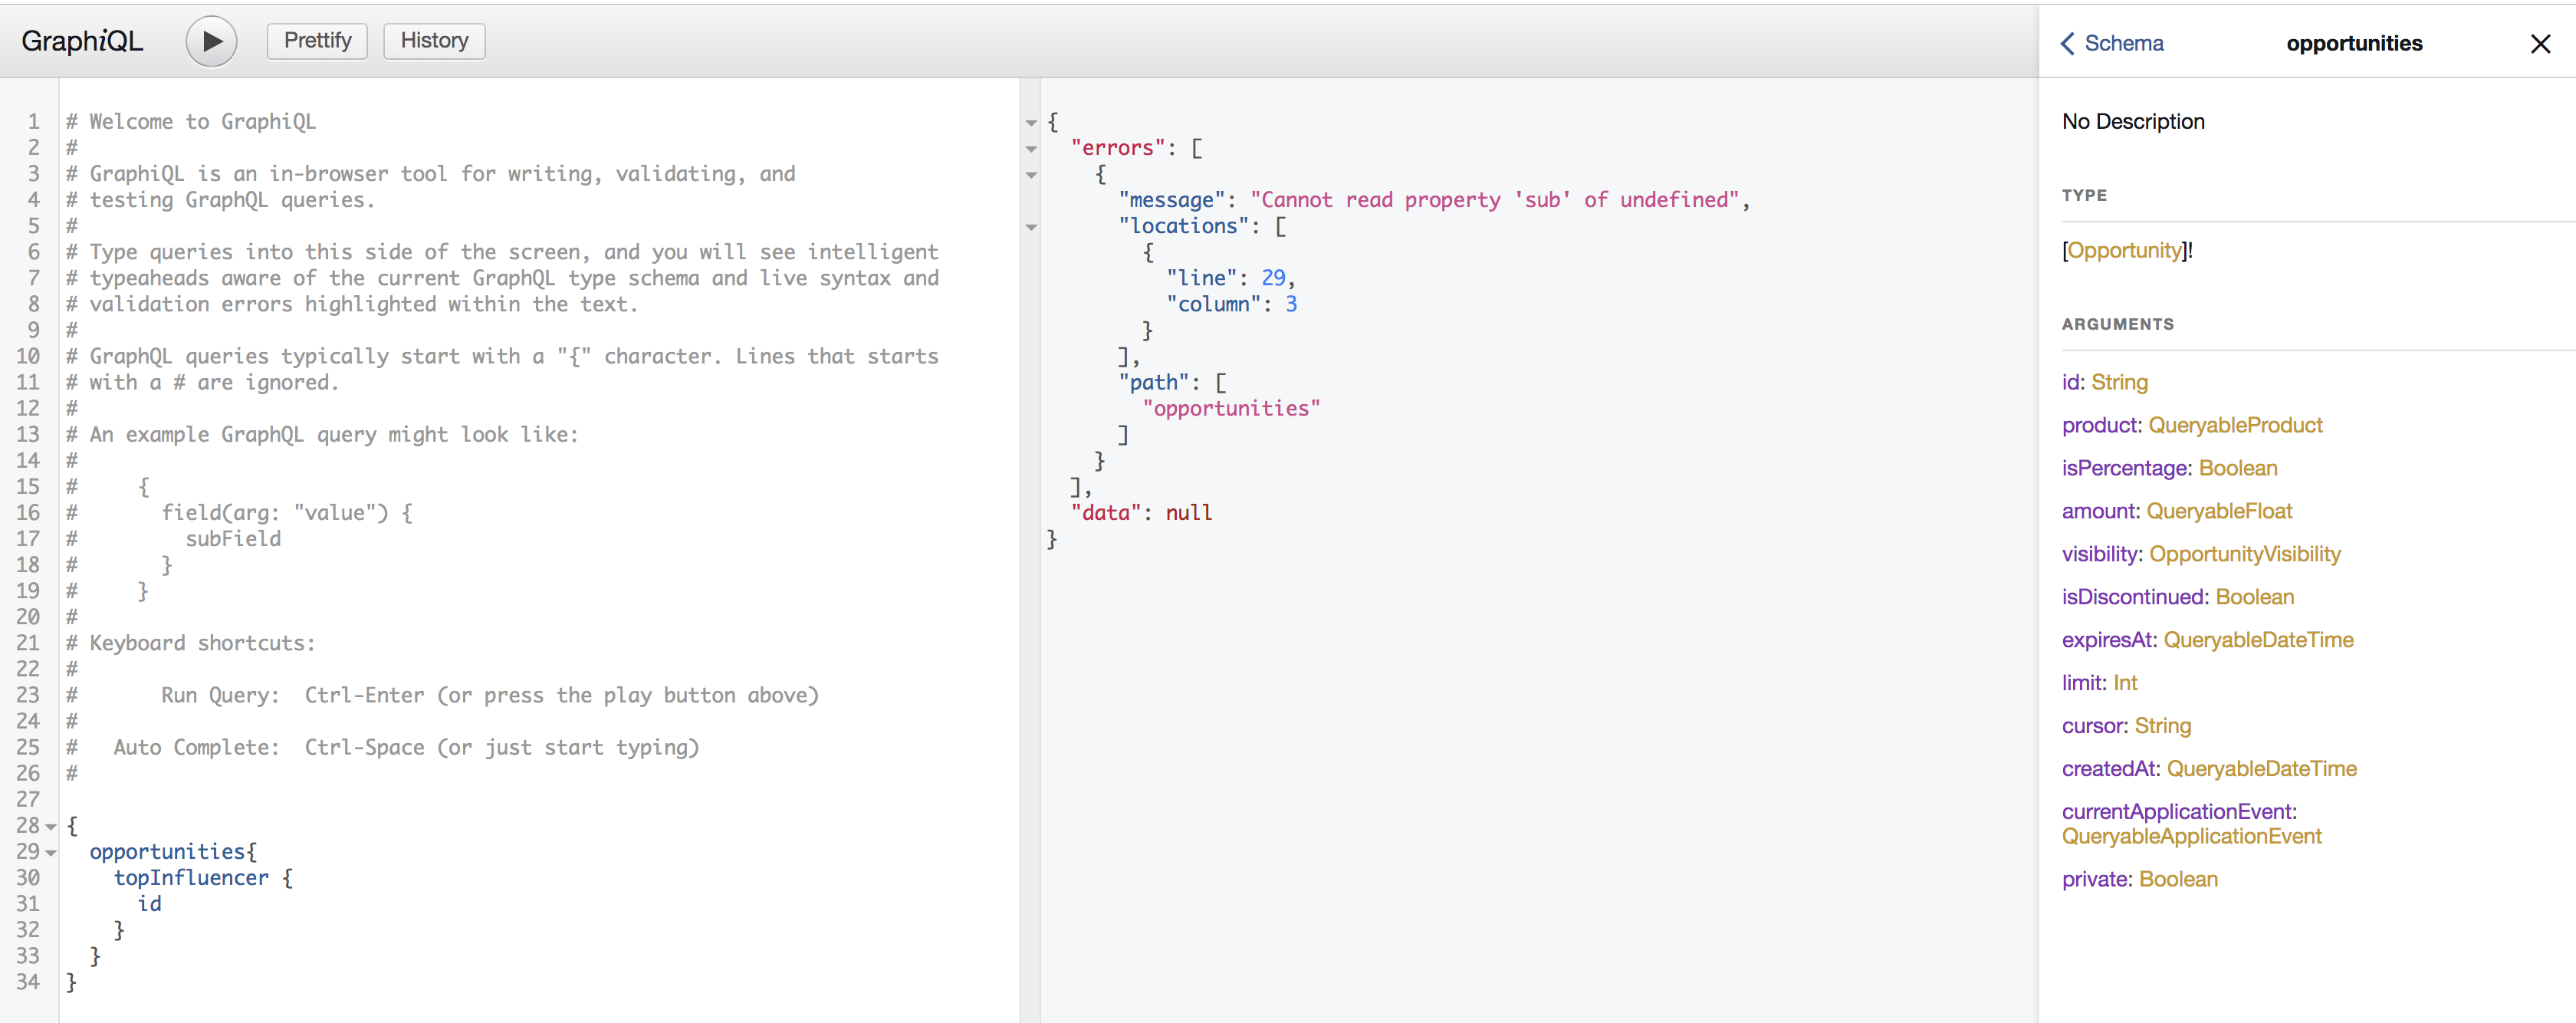 GraphiQL Prettify History
1 # Welcome to GraphiQL
2 #
3 # GraphiQL is an in-browser tool for writing, validating, and
4 # testing GraphQL queries.
5 #
6 # Type queries into this side of the screen, and you will see intelligent
7 # typeaheads aware of the current GraphQL type schema and live syntax and
8 # validation errors highlighted within the text.
9 #
10 # GraphQL queries typically start with a "{" character. Lines that starts
11 # with a # are ignored.
12 #
13 # An example GraphQL query might look like:
14 #
15 #     {
16 #       field(arg: "value") {
17 #         subField
18 #       }
19 #     }
20 #
21 # Keyboard shortcuts:
22 #
23 #       Run Query:  Ctrl-Enter (or press the play button above)
24 #
25 #   Auto Complete:  Ctrl-Space (or just start typing)
26 #
27
28 {
29   opportunities{
30     topInfluencer {
31       id
32     }
33   }
34 }
{
  "errors": [
    {
      "message": "Cannot read property 'sub' of undefined",
      "locations": [
        {
          "line": 29,
          "column": 3
        }
      ],
      "path": [
        "opportunities"
      ]
    }
  ],
  "data": null
}
Schema opportunities
No Description
TYPE
[Opportunity]!
ARGUMENTS
id: String
product: QueryableProduct
isPercentage: Boolean
amount: QueryableFloat
visibility: OpportunityVisibility
isDiscontinued: Boolean
expiresAt: QueryableDateTime
limit: Int
cursor: String
createdAt: QueryableDateTime
currentApplicationEvent:
QueryableApplicationEvent
private: Boolean